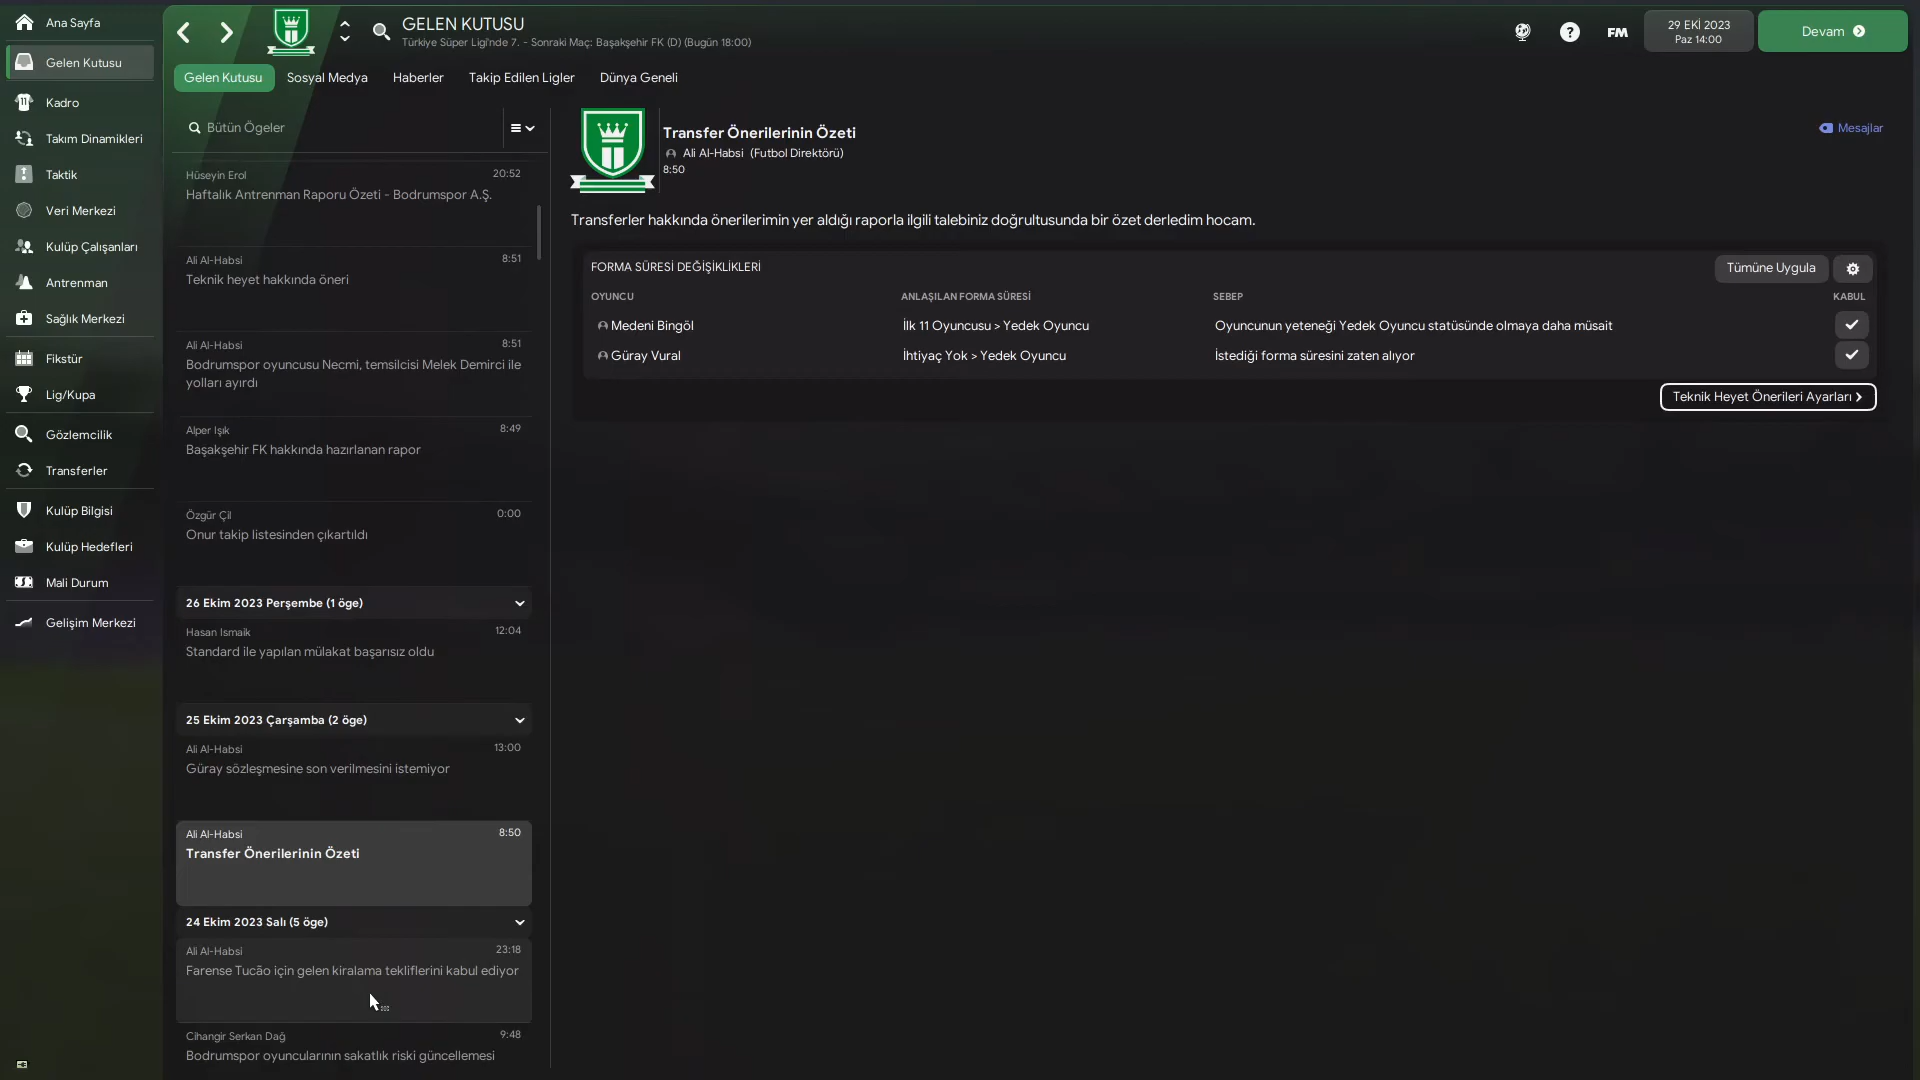 Ana Sayfa
Gelen Kutusu
Kadro
Takım Dinamikleri
Taktik
Veri Merkezi
Kulüp Çalışanları
Antrenman
Sağlık Merkezi
Fikstür
Lig/Kupa
Gözlemcilik
Transferler
Kulüp Bilgisi
Kulüp Hedefleri
Mali Durum
Gelişim Merkezi
GELEN KUTUSU
Türkiye Süper Ligi'nde 7. - Sonraki Maç: Başakşehir FK (D) (Bugün 18:00)
FM
29 EKİ 2023
Paz 14:00
Devam
Gelen Kutusu Sosyal Medya Haberler Takip Edilen Ligler Dünya Geneli
Bütün Ögeler
Hüseyin Erol 20:52
Haftalık Antrenman Raporu Özeti - Bodrumspor A.Ş.
Ali Al-Habsi 8:51
Teknik heyet hakkında öneri
Ali Al-Habsi 8:51
Bodrumspor oyuncusu Necmi, temsilcisi Melek Demirci ile
yolları ayırdı
Alper Işık 8:49
Başakşehir FK hakkında hazırlanan rapor
Özgür Çil 0:00
Onur takip listesinden çıkartıldı
26 Ekim 2023 Perşembe (1 öge)
Hasan Ismaik 12:04
Standard ile yapılan mülakat başarısız oldu
25 Ekim 2023 Çarşamba (2 öge)
Ali Al-Habsi 13:00
Güray sözleşmesine son verilmesini istemiyor
Ali Al-Habsi 8:50
Transfer Önerilerinin Özeti
24 Ekim 2023 Salı (5 öge)
Ali Al-Habsi 23:18
Farense Tucão için gelen kiralama tekliflerini kabul ediyor
Cihangir Serkan Dağ 9:48
Bodrumspor oyuncularının sakatlık riski güncellemesi
Transfer Önerilerinin Özeti
Ali Al-Habsi (Futbol Direktörü)
8:50
Mesajlar
Transferler hakkında önerilerimin yer aldığı raporla ilgili talebiniz doğrultusunda bir özet derledim hocam.
FORMA SÜRESİ DEĞİŞİKLİKLERİ Tümüne Uygula
OYUNCU ANLAŞILAN FORMA SÜRESİ SEBEP KABUL
Medeni Bingöl İlk 11 Oyuncusu > Yedek Oyuncu Oyuncunun yeteneği Yedek Oyuncu statüsünde olmaya daha müsait
Güray Vural İhtiyaç Yok > Yedek Oyuncu İstediği forma süresini zaten alıyor
Teknik Heyet Önerileri Ayarları >